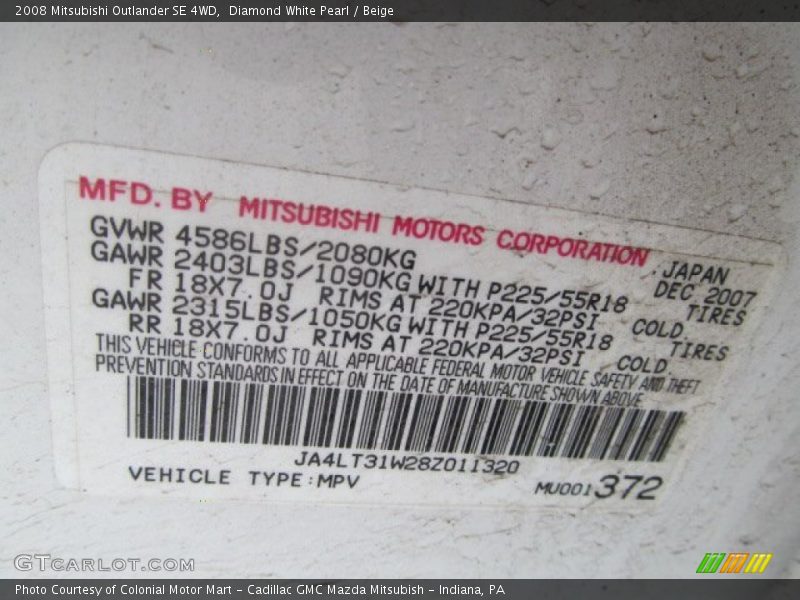 2008 Mitsubishi Outlander SE 4WD,  Diamond White Pearl / Beige
MFD. BY MITSUBISHI MOTORS CORPORATION
JAPAN
GVWR 4586LBS/2080KG DEC 2007
GAWR 2403LBS/1090KG WITH P225/55R18 TIRES
FR 18X7.0J RIMS AT 220KPA/32PSI COLD
GAWR 2315LBS/1050KG WITH P225/55R18 TIRES
RR 18X7.0J RIMS AT 220KPA/32PSI COLD
THIS VEHICLE CONFORMS TO ALL APPLICABLE FEDERAL MOTOR VEHICLE SAFETY AND THEFT
PREVENTION STANDARDS IN EFFECT ON THE DATE OF MANUFACTURE SHOWN ABOVE.
JA4LT31W28Z011320
VEHICLE TYPE:MPV MU001372
GTCARLOT.COM
Photo Courtesy of Colonial Motor Mart - Cadillac GMC Mazda Mitsubish - Indiana, PA